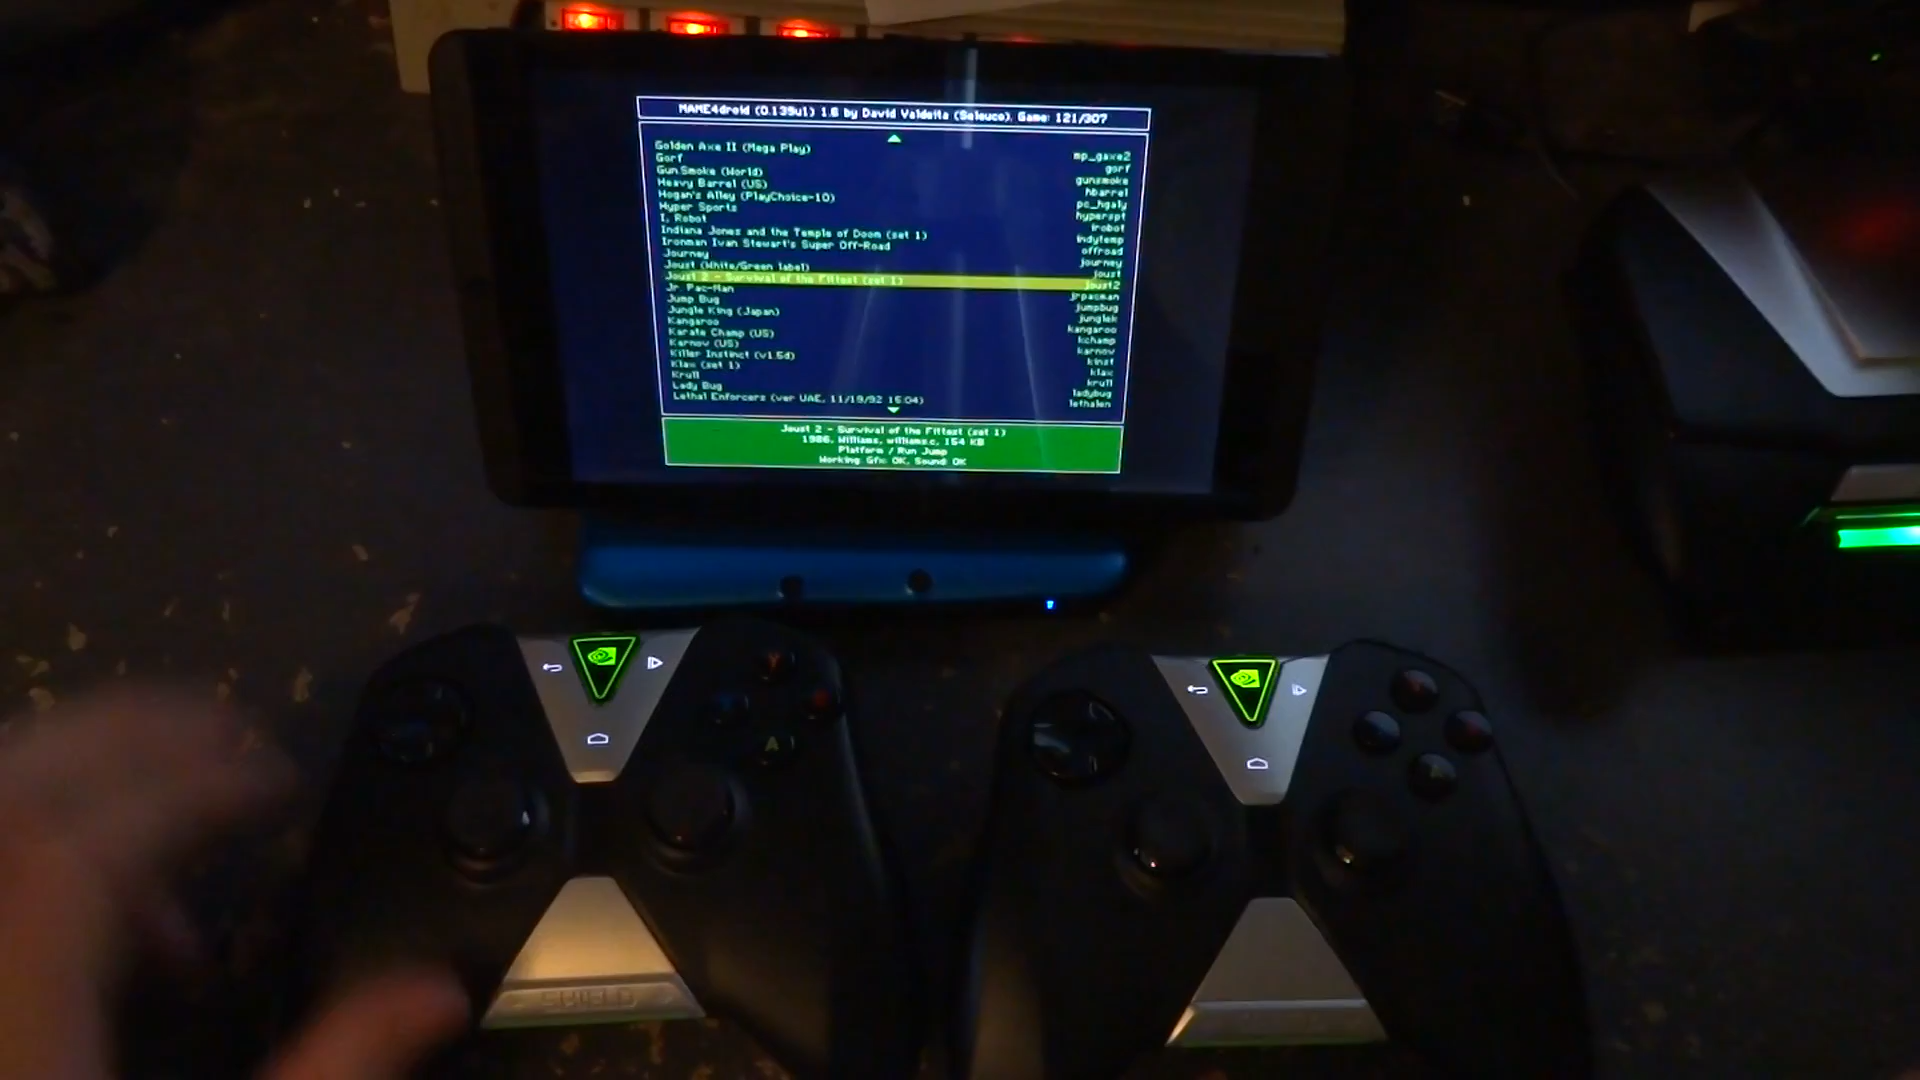 MAME4droid (0.139u1) 1.6 by David Valdeita (Seleuco). Game: 121/307
Golden Axe II (Mega Play) mp_gaxe2
Gorf gorf
Gun.Smoke (World) gunsmoke
Heavy Barrel (US) hbarrel
Hogan's Alley (PlayChoice-10) pc_hgaly
Hyper Sports hyperspt
I, Robot irobot
Indiana Jones and the Temple of Doom (set 1) indytemp
Ironman Ivan Stewart's Super Off-Road offroad
Journey journey
Joust (White/Green label) joust
Joust 2 - Survival of the Fittest (set 1) joust2
Jr. Pac-Man jrpacman
Jump Bug jumpbug
Jungle King (Japan) junglek
Kangaroo kangaroo
Karate Champ (US) kchamp
Karnov (US) karnov
Killer Instinct (v1.5d) kinst
Klax (set 1) klax
Krull krull
Lady Bug ladybug
Lethal Enforcers (ver UAE, 11/19/92 15:04) lethalen
Joust 2 - Survival of the Fittest (set 1)
1986, Williams, williams.c, 154 KB
Platform / Run Jump
Working Gfx: OK, Sound: OK
Y
A
A
SHIELD